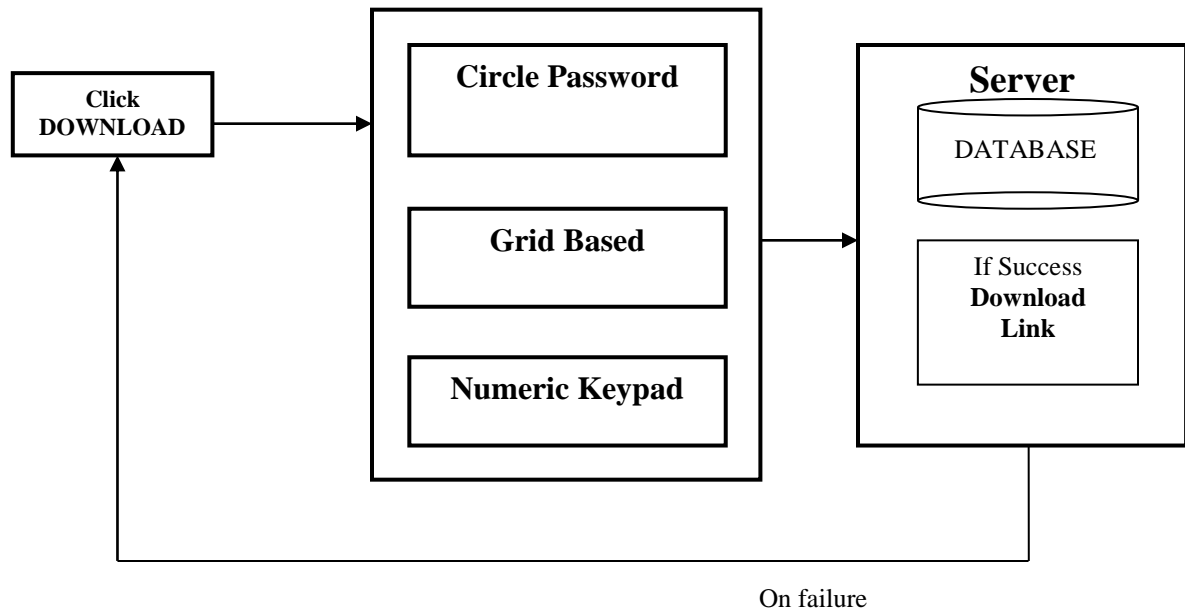 Click
DOWNLOAD
Circle Password
Grid Based
Numeric Keypad
Server
DATABASE
If Success
Download
Link
On failure